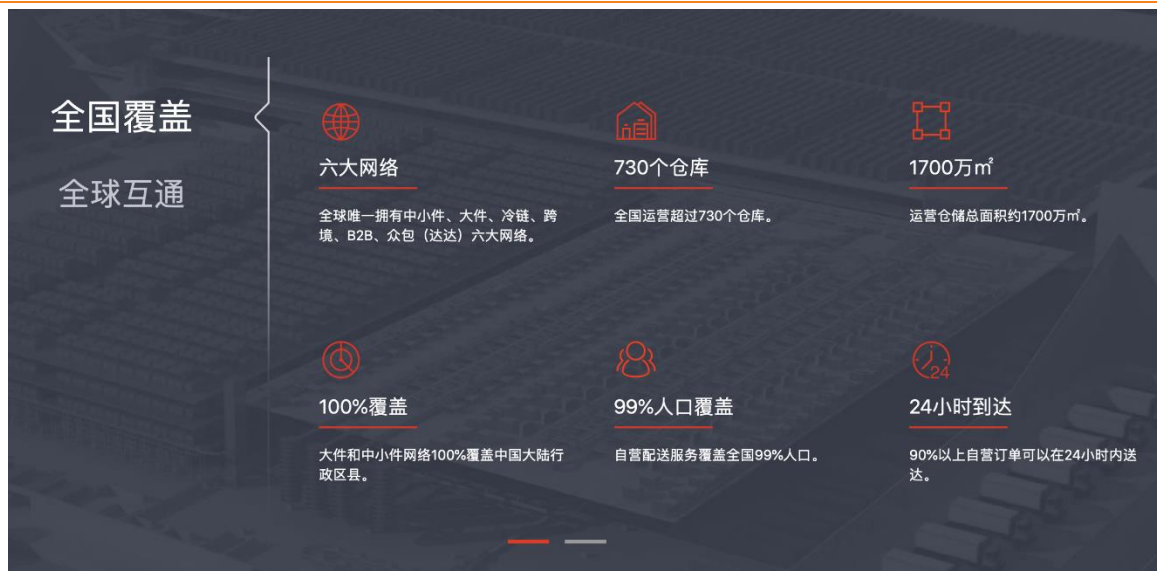 全国覆盖
全球互通
六大网络
全球唯一拥有中小件、大件、冷链、跨
境、B2B、众包（达达）六大网络。
730个仓库
全国运营超过730个仓库。
1700万㎡
运营仓储总面积约1700万㎡。
100%覆盖
大件和中小件网络100%覆盖中国大陆行
政区县。
99%人口覆盖
自营配送服务覆盖全国99%人口。
24
24小时到达
90%以上自营订单可以在24小时内送
达。